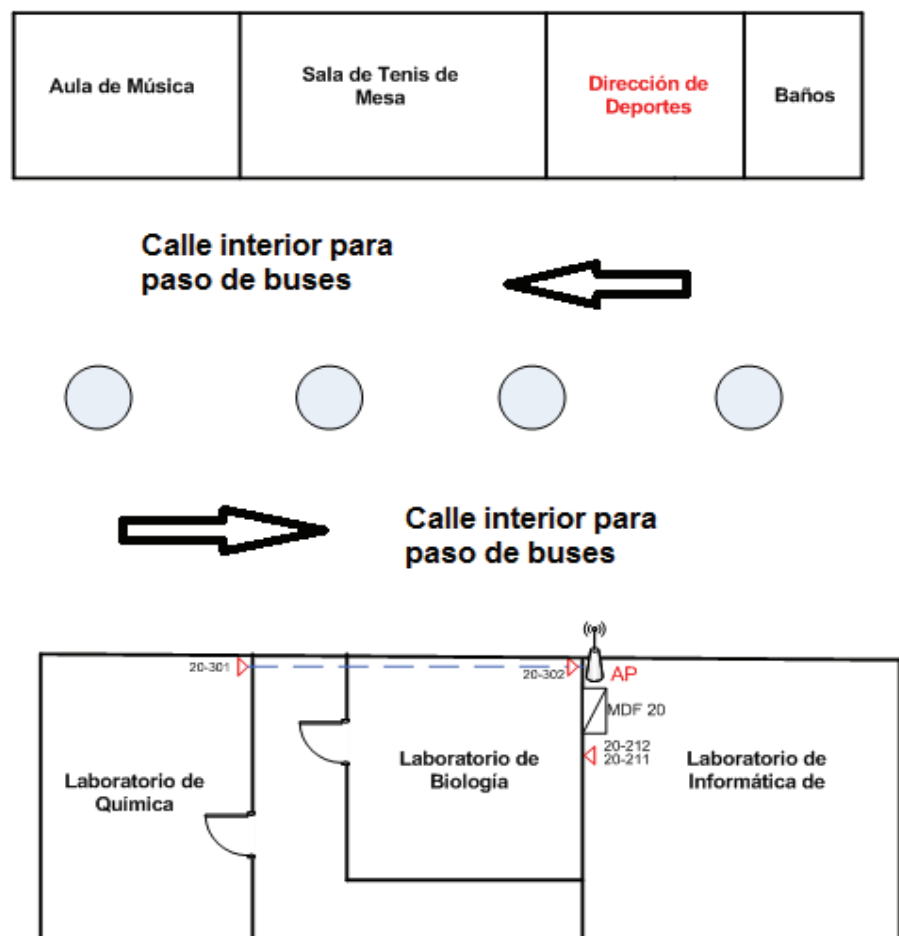 Aula de Música
Sala de Tenis de
Mesa
Dirección de
Deportes
Baños
Calle interior para
paso de buses
Calle interior para
paso de buses
20-301
20-302
AP
MDF 20
20-212
20-211
Laboratorio de
Química
Laboratorio de
Biología
Laboratorio de
Informática de